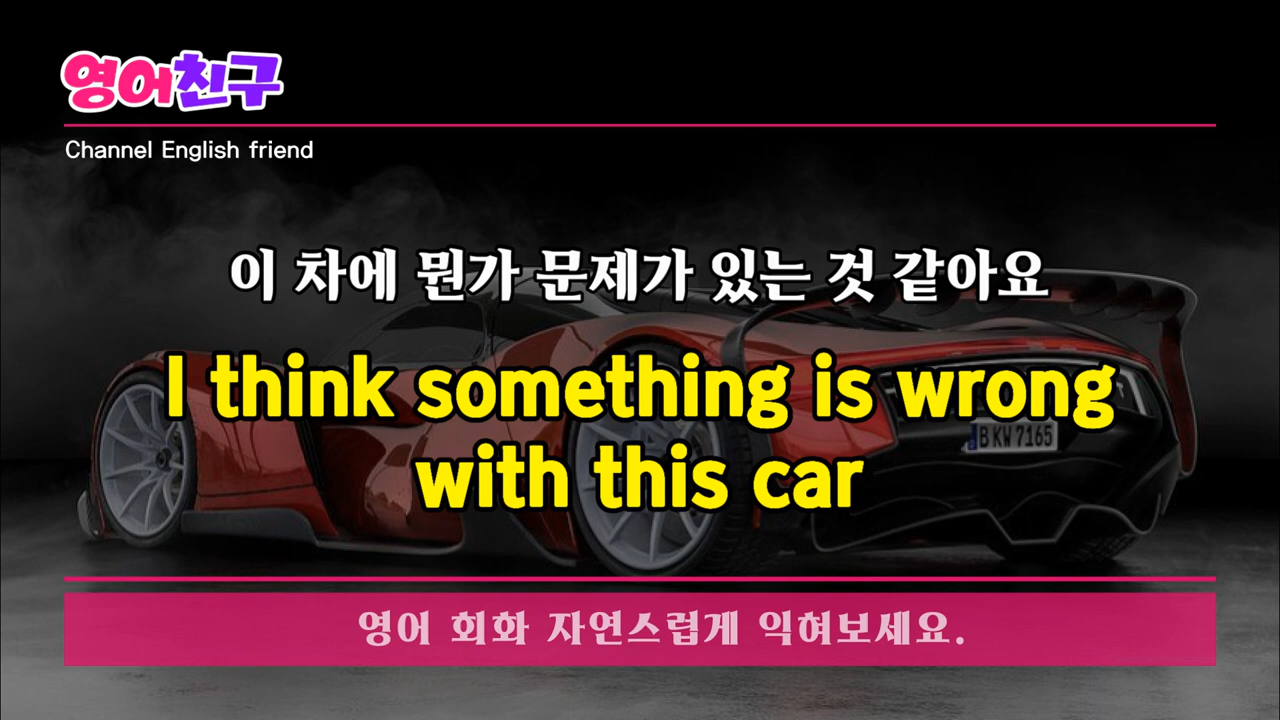 영어친구
Channel English friend
이 차에 뭔가 문제가 있는 것 같아요
I think something is wrong
with this car
B KW 7165
영어 회화 자연스럽게 익혀보세요.